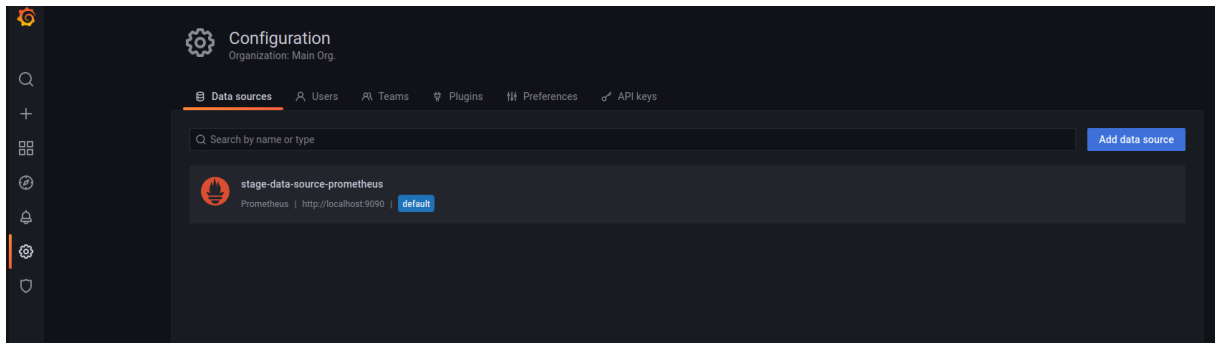 Configuration
Organization: Main Org.
Data sources Users Teams Plugins Preferences API keys
Search by name or type Add data source
stage-data-source-prometheus
Prometheus | http://localhost:9090 | default